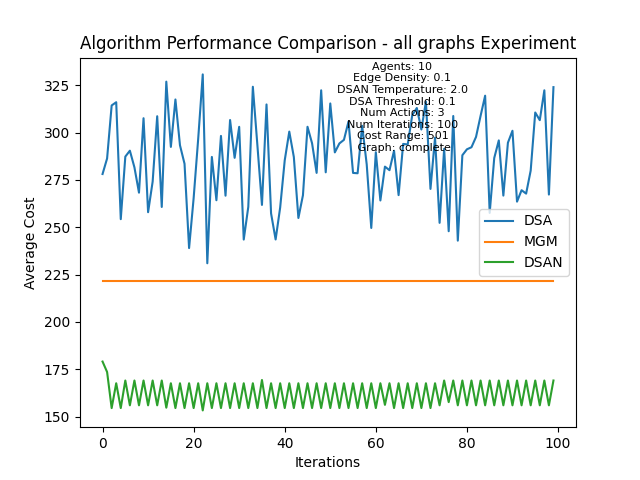 Algorithm Performance Comparison - all graphs Experiment
Agents: 10
Edge Density: 0.1
DSAN Temperature: 2.0
DSA Threshold: 0.1
Num Actions: 3
Num Iterations: 100
Cost Range: 501
Graph: complete
Average Cost
325
300
275
250
225
200
175
150
DSA
MGM
DSAN
0
20
40
60
80
100
Iterations